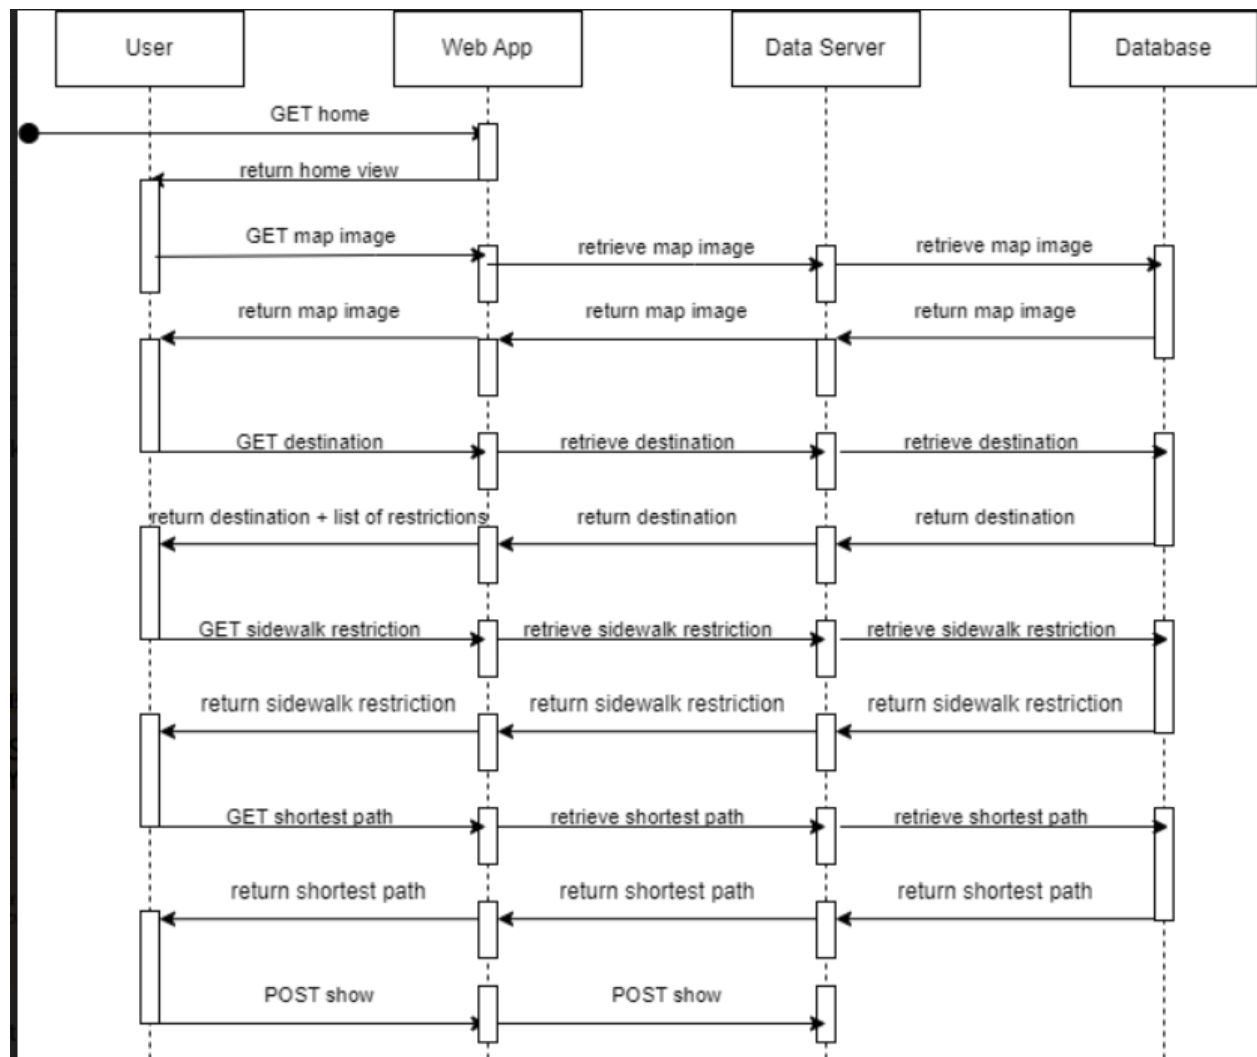 User
Web App
Data Server
Database
GET home
return home view
GET map image
retrieve map image
retrieve map image
return map image
return map image
return map image
GET destination
retrieve destination
retrieve destination
return destination + list of restrictions
return destination
return destination
GET sidewalk restriction
retrieve sidewalk restriction
retrieve sidewalk restriction
return sidewalk restriction
return sidewalk restriction
return sidewalk restriction
GET shortest path
retrieve shortest path
retrieve shortest path
return shortest path
return shortest path
return shortest path
POST show
POST show